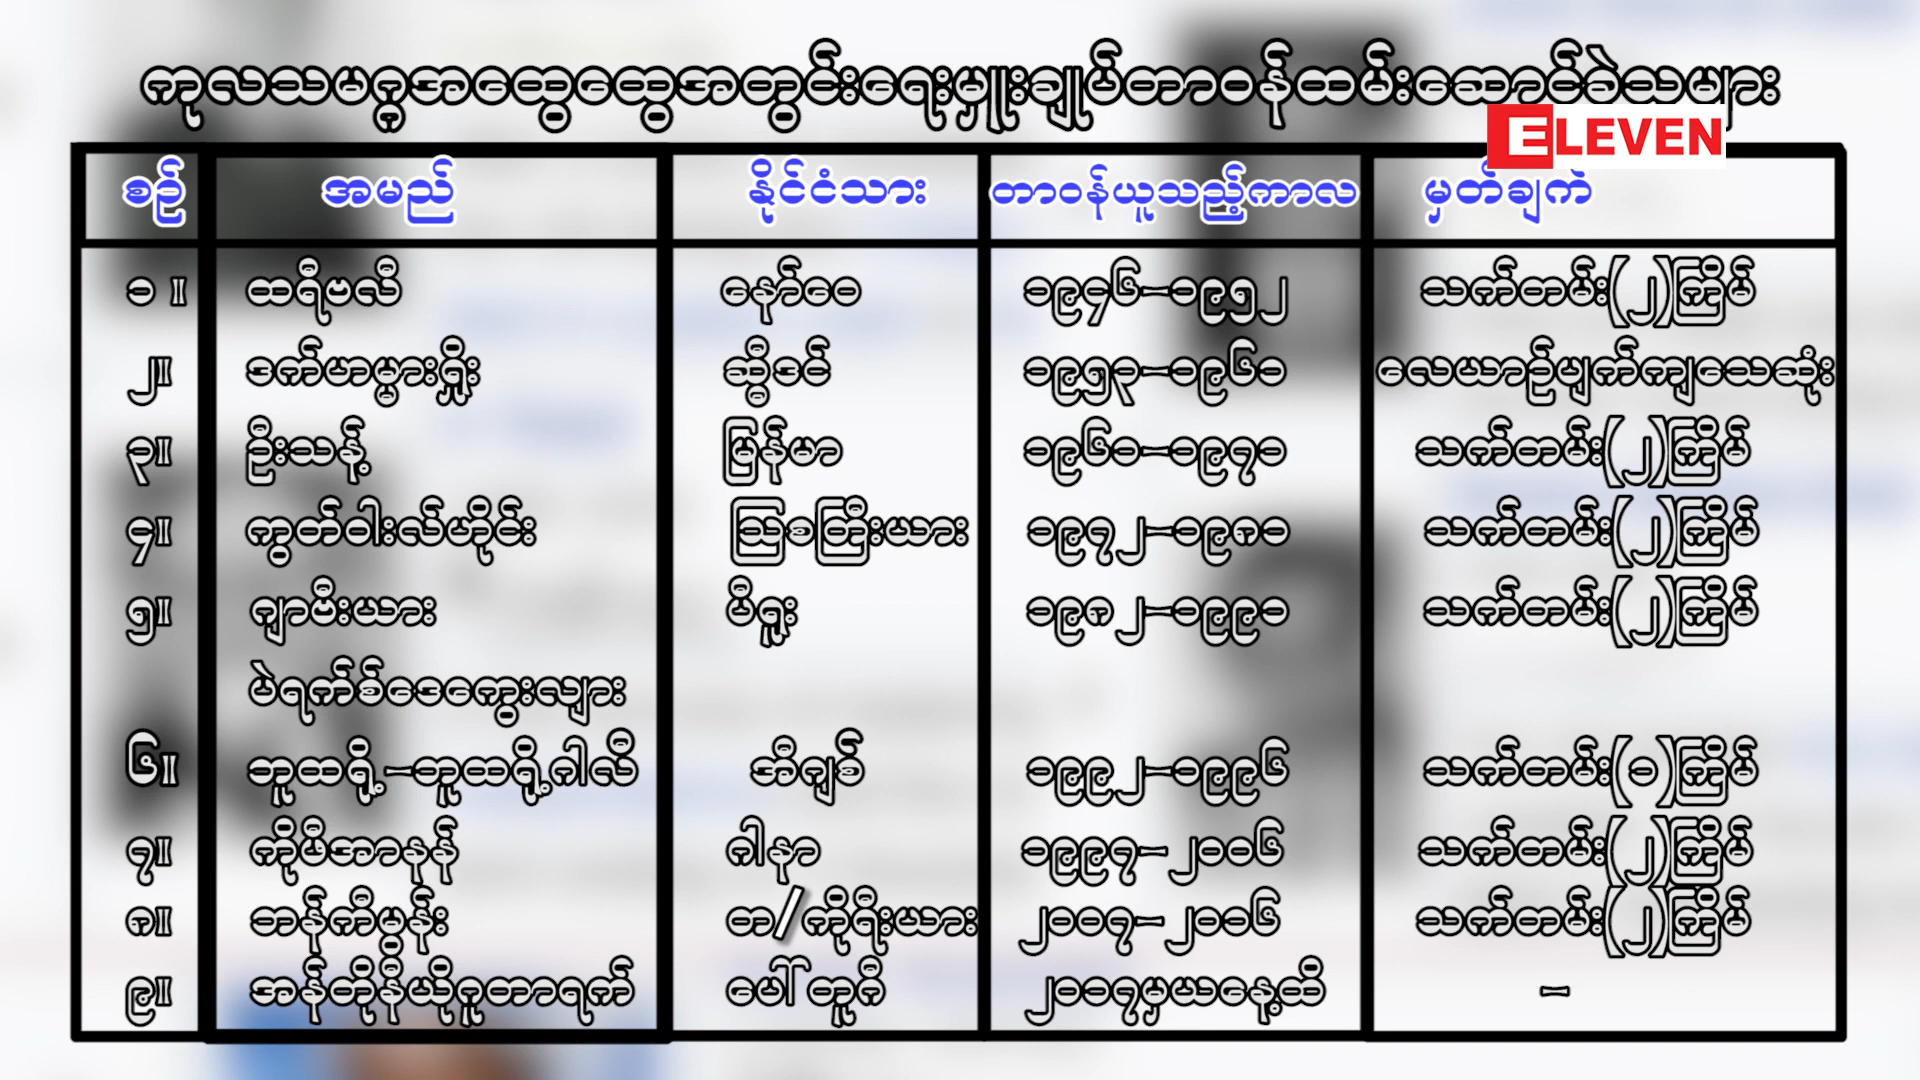 ကုလသမဂ္ဂအထွေထွေအတွင်းရေးမှူးချုပ်တာဝန်ထမ်းဆောင်ခဲ့သူများ
ELEVEN
စဉ် အမည် နိုင်ငံသား တာဝန်ယူသည့်ကာလ မှတ်ချက်
၁။ ထရီဗလီ နော်ဝေ ၁၉၄၆–၁၉၅၂ သက်တမ်း(၂)ကြိမ်
၂။ ဒက်ဟာမ္မားရှိုး ဆွီဒင် ၁၉၅၃–၁၉၆၁ လေယာဉ်ပျက်ကျသေဆုံး
၃။ ဦးသန့် မြန်မာ ၁၉၆၁–၁၉၇၁ သက်တမ်း(၂)ကြိမ်
၄။ ကွတ်ဝါးလ်ဟိုင်း ဩစကြီးယား ၁၉၇၂–၁၉၈၁ သက်တမ်း(၂)ကြိမ်
၅။ ဂျာဗီးယား ပီရူး ၁၉၈၂–၁၉၉၁ သက်တမ်း(၂)ကြိမ်
ပဲရက်စ်ဒေကွေးလျား
၆။ ဘူထရို့–ဘူထရို့ဂါလီ အီဂျစ် ၁၉၉၂–၁၉၉၆ သက်တမ်း(၁)ကြိမ်
၇။ ကိုဖီအာနန် ဂါနာ ၁၉၉၇–၂၀၀၆ သက်တမ်း(၂)ကြိမ်
၈။ ဘန်ကီမွန်း တ/ကိုရီးယား ၂၀၀၇–၂၀၁၆ သက်တမ်း(၂)ကြိမ်
၉။ အန်တိုနီယိုဂူတာရက် ပေါ်တူဂီ ၂၀၁၇မှယနေ့ထိ –